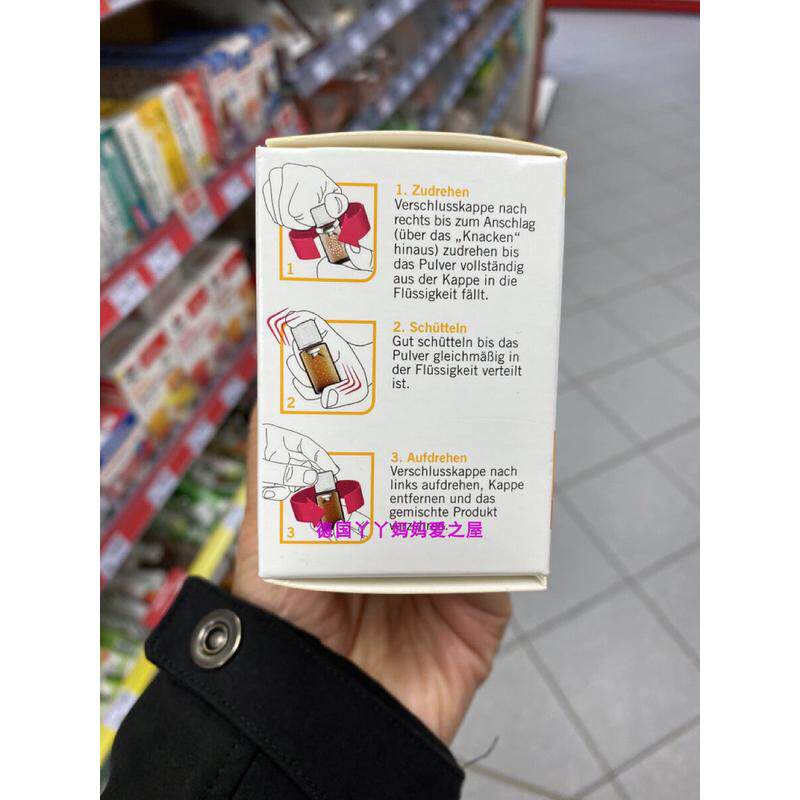 1. Zudrehen
Verschlusskappe nach
rechts bis zum Anschlag
(über das „Knacken“
hinaus) zudrehen bis
das Pulver vollständig
aus der Kappe in die
Flüssigkeit fällt.
1
2. Schütteln
Gut schütteln bis das
Pulver gleichmäßig in
der Flüssigkeit verteilt
ist.
2
3. Aufdrehen
Verschlusskappe nach
links aufdrehen, Kappe
entfernen und das
gemischte Produkt
3
德国丫丫妈妈爱之屋